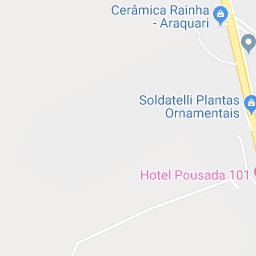 Cerâmica Rainha
- Araquari
Soldatelli Plantas
Ornamentais
Hotel Pousada 101